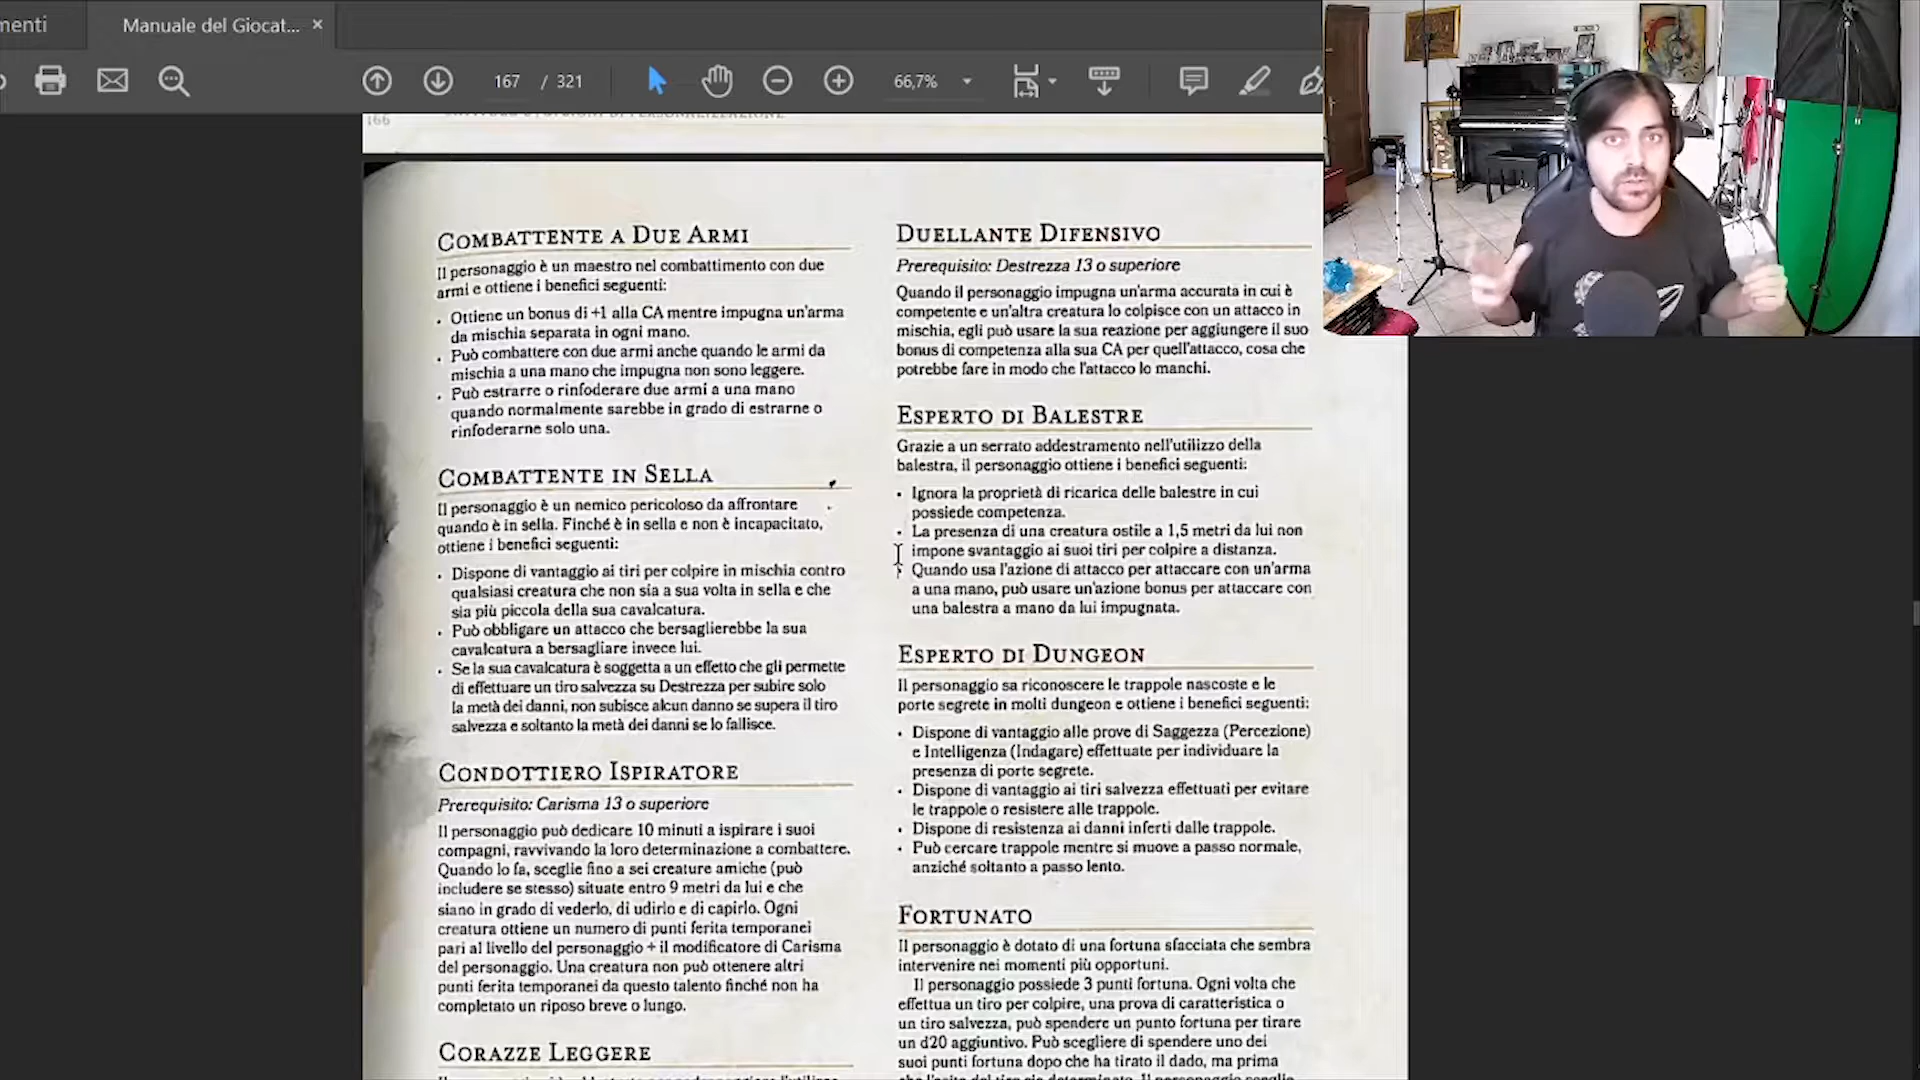 menti
Manuale del Giocat... ×
167 / 321
66,7%
166
COMBATTENTE A DUE ARMI
Il personaggio è un maestro nel combattimento con due
armi e ottiene i benefici seguenti:
• Ottiene un bonus di +1 alla CA mentre impugna un'arma
da mischia separata in ogni mano.
• Può combattere con due armi anche quando le armi da
mischia a una mano che impugna non sono leggere.
• Può estrarre o rinfoderare due armi a una mano
quando normalmente sarebbe in grado di estrarne o
rinfoderarne solo una.
COMBATTENTE IN SELLA
Il personaggio è un nemico pericoloso da affrontare
quando è in sella. Finché è in sella e non è incapacitato,
ottiene i benefici seguenti:
• Dispone di vantaggio ai tiri per colpire in mischia contro
qualsiasi creatura che non sia a sua volta in sella e che
sia più piccola della sua cavalcatura.
• Può obbligare un attacco che bersaglierebbe la sua
cavalcatura a bersagliare invece lui.
• Se la sua cavalcatura è soggetta a un effetto che gli permette
di effettuare un tiro salvezza su Destrezza per subire solo
la metà dei danni, non subisce alcun danno se supera il tiro
salvezza e soltanto la metà dei danni se lo fallisce.
CONDOTTIERO ISPIRATORE
Prerequisito: Carisma 13 o superiore
Il personaggio può dedicare 10 minuti a ispirare i suoi
compagni, ravvivando la loro determinazione a combattere.
Quando lo fa, sceglie fino a sei creature amiche (può
includere se stesso) situate entro 9 metri da lui e che
siano in grado di vederlo, di udirlo e di capirlo. Ogni
creatura ottiene un numero di punti ferita temporanei
pari al livello del personaggio + il modificatore di Carisma
del personaggio. Una creatura non può ottenere altri
punti ferita temporanei da questo talento finché non ha
completato un riposo breve o lungo.
CORAZZE LEGGERE
DUELLANTE DIFENSIVO
Prerequisito: Destrezza 13 o superiore
Quando il personaggio impugna un'arma accurata in cui è
competente e un'altra creatura lo colpisce con un attacco in
mischia, egli può usare la sua reazione per aggiungere il suo
bonus di competenza alla sua CA per quell'attacco, cosa che
potrebbe fare in modo che l'attacco lo manchi.
ESPERTO DI BALESTRE
Grazie a un serrato addestramento nell'utilizzo della
balestra, il personaggio ottiene i benefici seguenti:
• Ignora la proprietà di ricarica delle balestre in cui
possiede competenza.
• La presenza di una creatura ostile a 1,5 metri da lui non
impone svantaggio ai suoi tiri per colpire a distanza.
• Quando usa l'azione di attacco per attaccare con un'arma
a una mano, può usare un'azione bonus per attaccare con
una balestra a mano da lui impugnata.
ESPERTO DI DUNGEON
Il personaggio sa riconoscere le trappole nascoste e le
porte segrete in molti dungeon e ottiene i benefici seguenti:
• Dispone di vantaggio alle prove di Saggezza (Percezione)
e Intelligenza (Indagare) effettuate per individuare la
presenza di porte segrete.
• Dispone di vantaggio ai tiri salvezza effettuati per evitare
le trappole o resistere alle trappole.
• Dispone di resistenza ai danni inferti dalle trappole.
• Può cercare trappole mentre si muove a passo normale,
anziché soltanto a passo lento.
FORTUNATO
Il personaggio è dotato di una fortuna sfacciata che sembra
intervenire nei momenti più opportuni.
Il personaggio possiede 3 punti fortuna. Ogni volta che
effettua un tiro per colpire, una prova di caratteristica o
un tiro salvezza, può spendere un punto fortuna per tirare
un d20 aggiuntivo. Può scegliere di spendere uno dei
suoi punti fortuna dopo che ha tirato il dado, ma prima